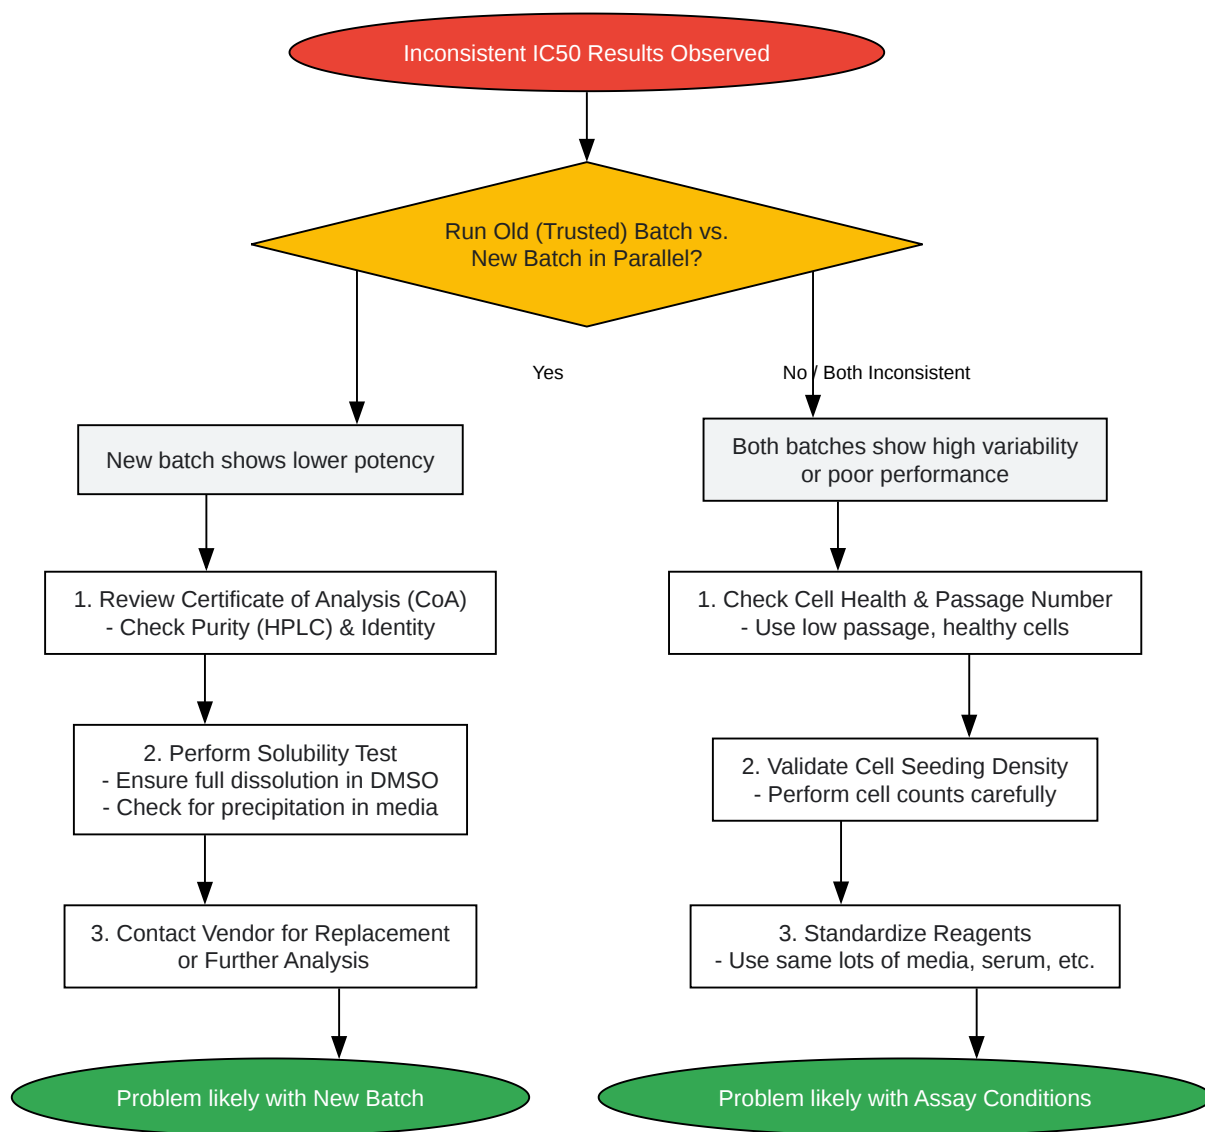 Inconsistent IC50 Results Observed
Run Old (Trusted) Batch vs.
New Batch in Parallel?
Yes
No / Both Inconsistent
New batch shows lower potency
Both batches show high variability
or poor performance
1. Review Certificate of Analysis (CoA)
- Check Purity (HPLC) & Identity
1. Check Cell Health & Passage Number
- Use low passage, healthy cells
2. Perform Solubility Test
- Ensure full dissolution in DMSO
- Check for precipitation in media
2. Validate Cell Seeding Density
- Perform cell counts carefully
3. Contact Vendor for Replacement
or Further Analysis
3. Standardize Reagents
- Use same lots of media, serum, etc.
Problem likely with New Batch
Problem likely with Assay Conditions